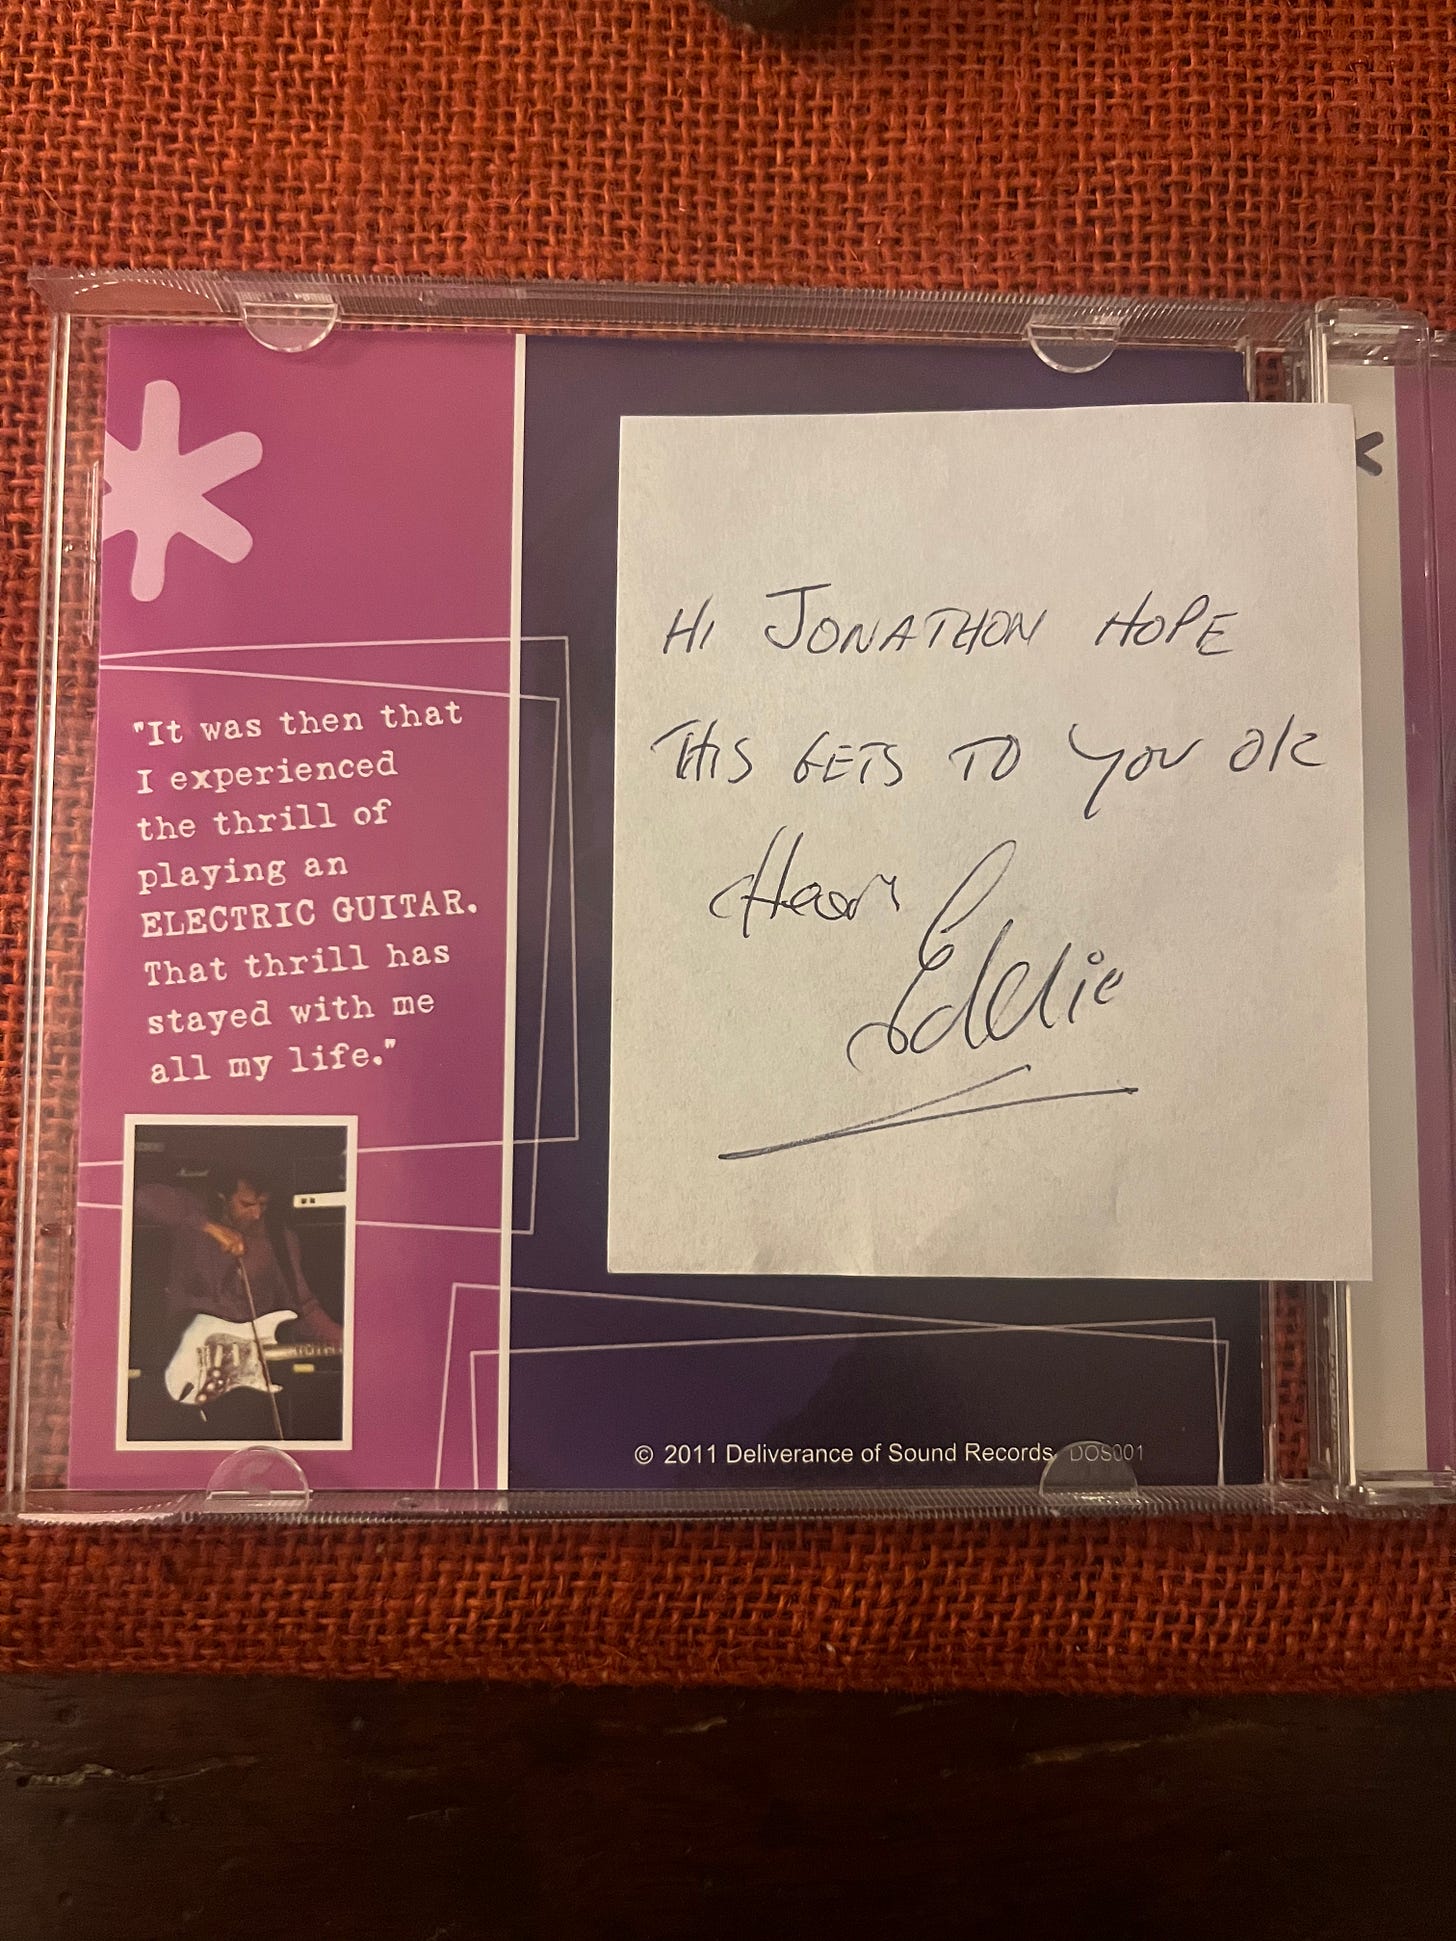 "It was then that
I experienced
the thrill of
playing an
ELECTRIC GUITAR.
That thrill has
stayed with me
all my life."
HI JONATHON HOPE
THIS GETS TO YOU OK
Eddie
© 2011 Deliverance of Sound Records. DOS001